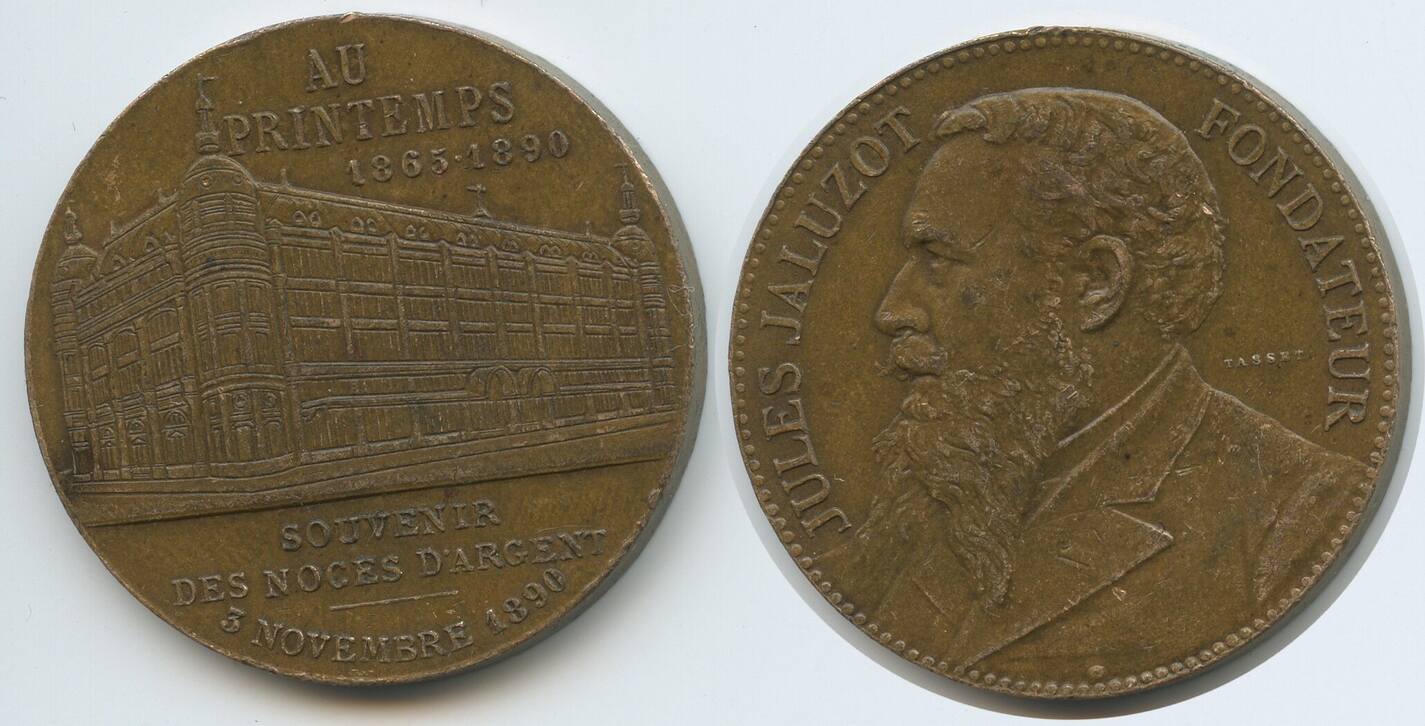 AU
PRINTEMPS
1865·1890
SOUVENIR
DES NOCES D'ARGENT
3 NOVEMBRE 1890
JULES JALUZOT FONDATEUR
TASSET